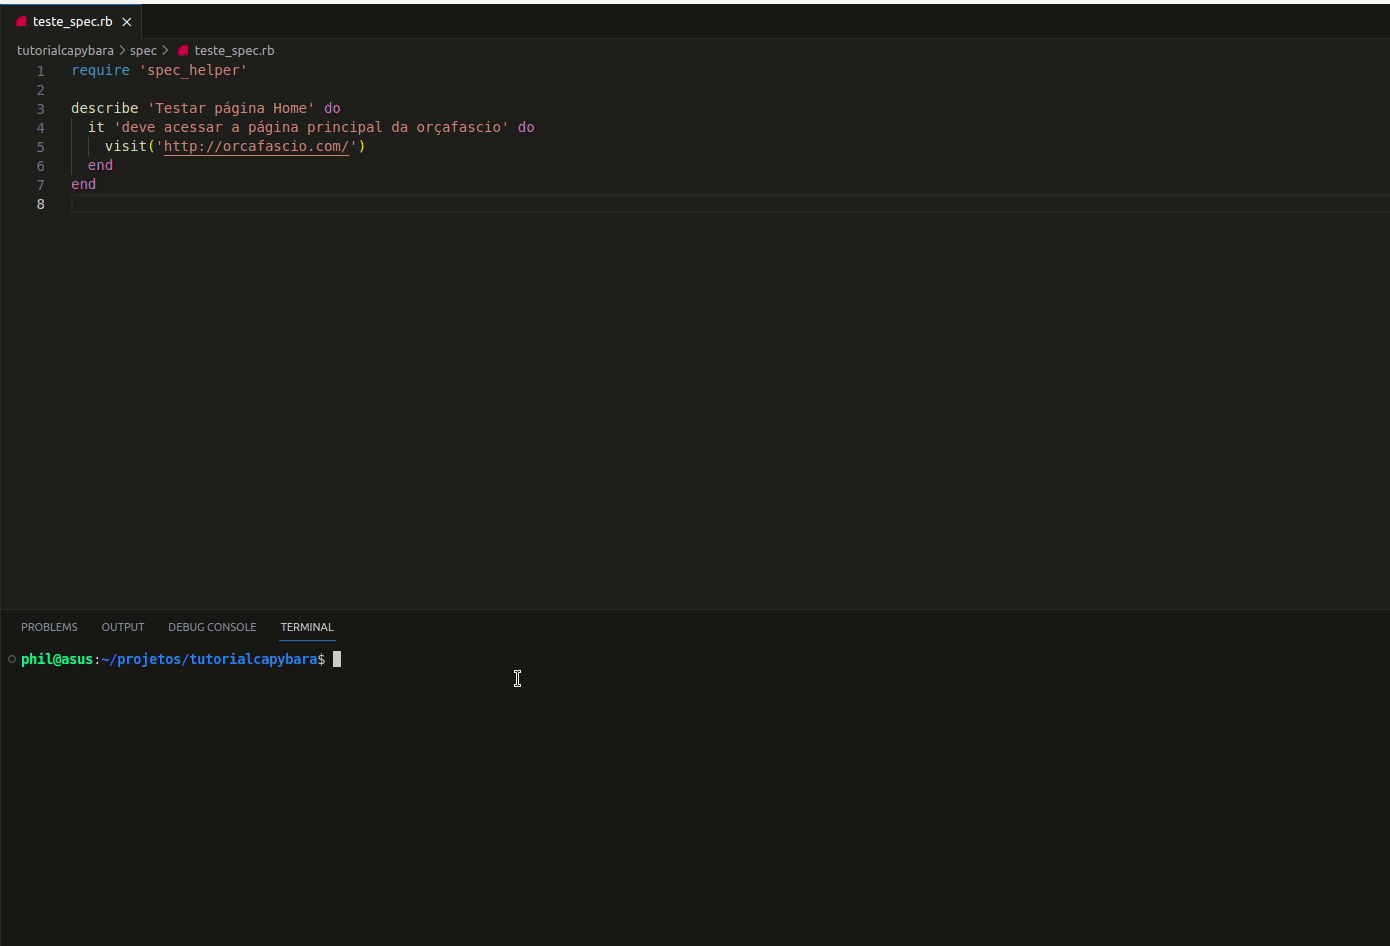 teste_spec.rb
tutorialcapybara > spec > teste_spec.rb
1 require 'spec_helper'
2
3 describe 'Testar página Home' do
4 it 'deve acessar a página principal da orçafascio' do
5 visit('http://orcafascio.com/')
6 end
7 end
8
PROBLEMS OUTPUT DEBUG CONSOLE TERMINAL
phil@asus:~/projetos/tutorialcapybara$